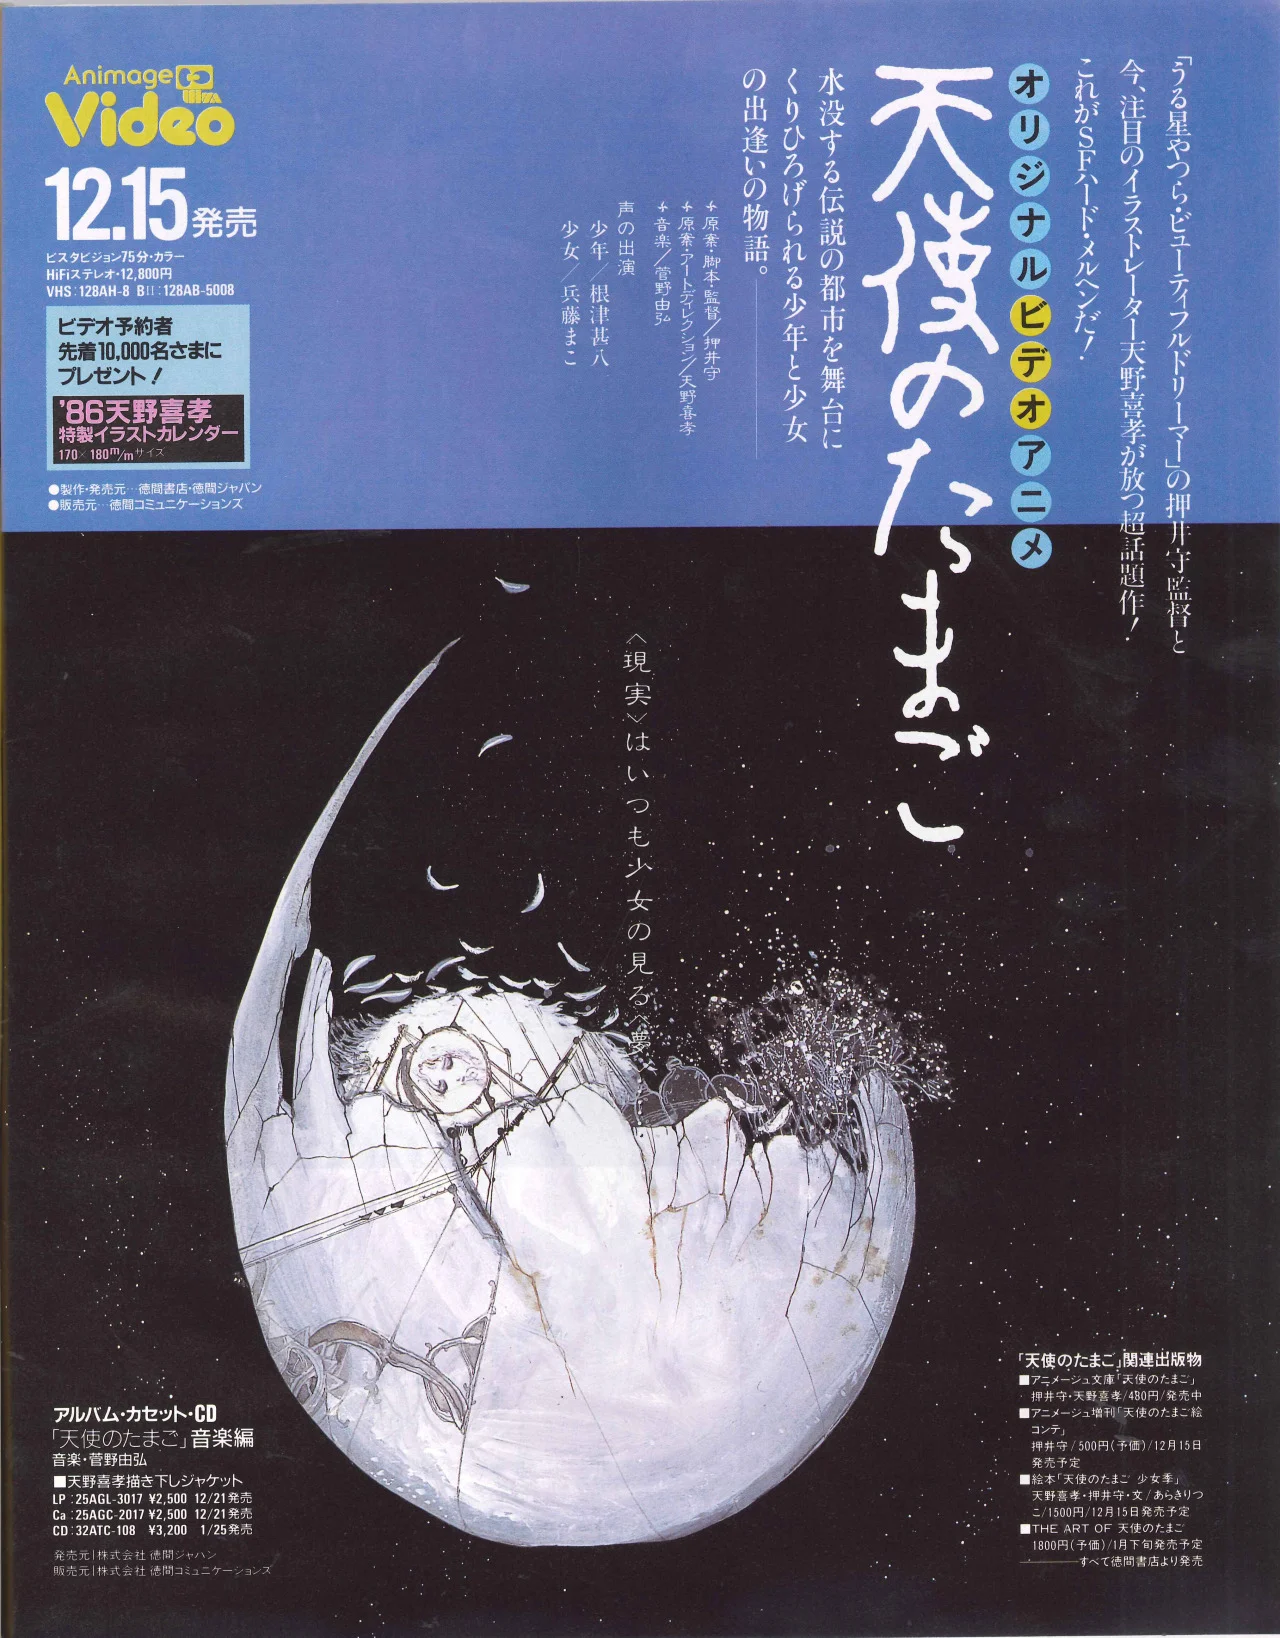 「うる星やつら・ビューティフルドリーマー」の押井守監督と
今、注目のイラストレーター天野喜孝が放つ超話題作!
これがSFハード・メルヘンだ!
オリジナルビデオアニメ
天使のたまご
水没する伝説の都市を舞台に
くりひろげられる少年と少女
の出逢いの物語。
原案・脚本・監督/押井守
原案・アートディレクション/天野喜孝
音楽/菅野由弘
声の出演
少年/根津甚八
少女/兵藤まこ
Animage
Video
12.15発売
ビスタビジョン75分・カラー
HiFiステレオ・12,800円
VHS:128AH-8 BII:128AB-5008
ビデオ予約者
先着10,000名さまに
プレゼント!
'86天野喜孝
特製イラストカレンダー
170×180m/mサイズ
●製作・発売元…徳間書店・徳間ジャパン
●販売元…徳間コミュニケーションズ
〈現実〉はいつも少女の見る〈夢〉
アルバム・カセット・CD
「天使のたまご」音楽編
音楽・菅野由弘
■天野喜孝描き下しジャケット
LP:25AGL-3017 ¥2,500 12/21発売
Ca:25AGC-2017 ¥2,500 12/21発売
CD:32ATC-108 ¥3,200 1/25発売
発売元|株式会社 徳間ジャパン
販売元|株式会社 徳間コミュニケーションズ
「天使のたまご」関連出版物
■アニメージュ文庫「天使のたまご」
押井守・天野喜孝/480円/発売中
■アニメージュ増刊「天使のたまご絵
コンテ」
押井守/500円(予価)/12月15日
発売予定
■絵本「天使のたまご 少女季」
天野喜孝・押井守・文/あらきりつ
こ/1500円/12月15日発売予定
■THE ART OF 天使のたまご
1800円(予価)/1月下旬発売予定
すべて徳間書店より発売